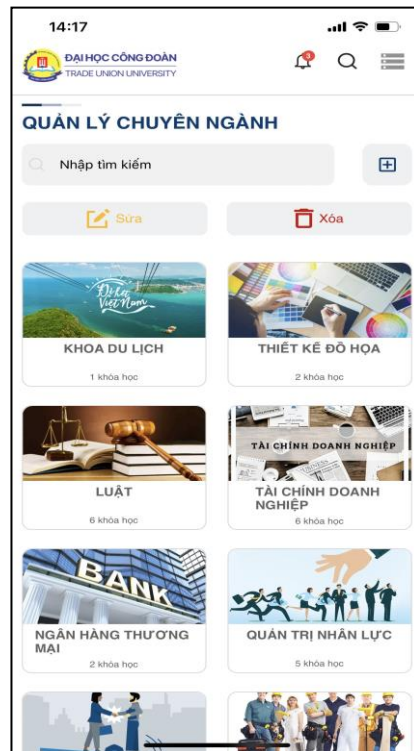 14:17
ĐẠI HỌC CÔNG ĐOÀN
TRADE UNION UNIVERSITY
QUẢN LÝ CHUYÊN NGÀNH
Nhập tìm kiếm
Sửa
Xóa
Đi hết
Việt Nam
KHOA DU LỊCH
1 khóa học
THIẾT KẾ ĐỒ HỌA
2 khóa học
LUẬT
6 khóa học
TÀI CHÍNH DOANH NGHIỆP
TÀI CHÍNH DOANH
NGHIỆP
6 khóa học
BANK
NGÂN HÀNG THƯƠNG
MẠI
2 khóa học
QUẢN TRỊ NHÂN LỰC
5 khóa học